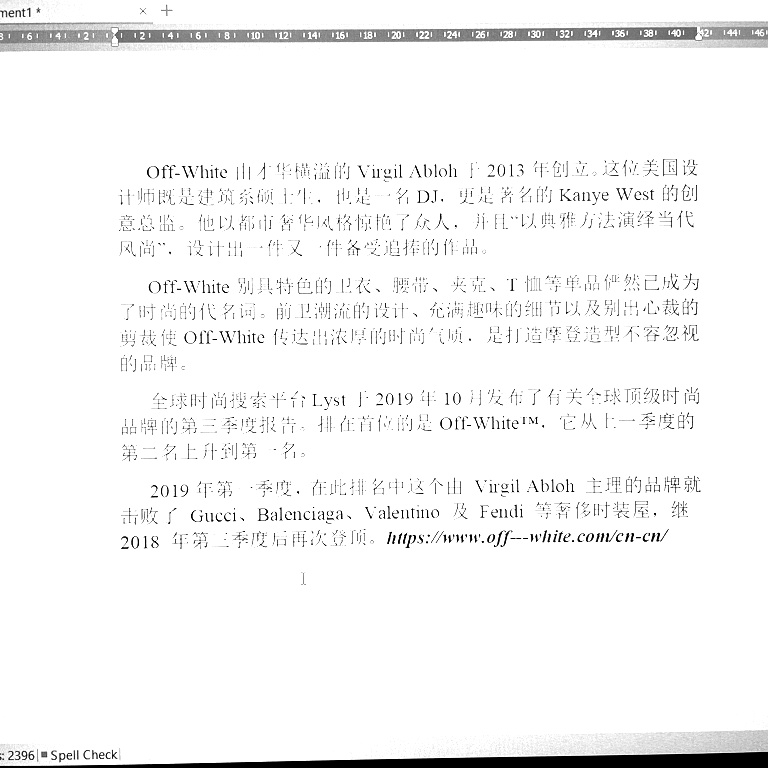 ment1 *
Off-White 由才华横溢的 Virgil Abloh 于 2013 年创立。这位美国设
计师既是建筑系硕士生，也是一名 DJ，更是著名的 Kanye West 的创
意总监。他以都市奢华风格惊艳了众人，并且“以典雅方法演绎当代
风尚”，设计出一件又一件备受追捧的作品。
Off-White 别具特色的卫衣、腰带、夹克、T 恤等单品俨然已成为
了时尚的代名词。前卫潮流的设计、充满趣味的细节以及别出心裁的
剪裁使 Off-White 传达出浓厚的时尚气质，是打造摩登造型不容忽视
的品牌。
全球时尚搜索平台 Lyst 于 2019 年 10 月发布了有关全球顶级时尚
品牌的第三季度报告。排在首位的是 Off-White™，它从上一季度的
第二名上升到第一名。
2019 年第一季度，在此排名中这个由 Virgil Abloh 主理的品牌就
击败了 Gucci、Balenciaga、Valentino 及 Fendi 等奢侈时装屋，继
2018 年第三季度后再次登顶。https://www.off---white.com/cn-cn/
s: 2396 Spell Check